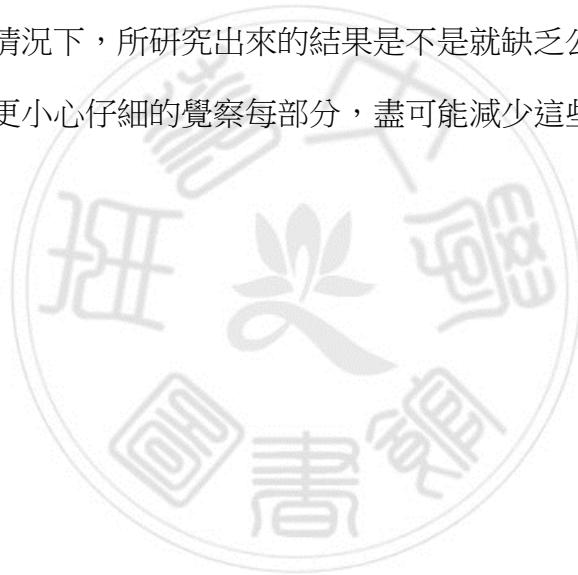 情況下，所研究出來的結果是不是就缺乏
更小心仔細的覺察每部分，盡可能減少這些